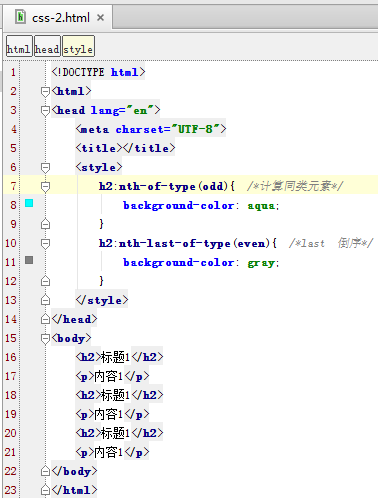 css-2.html
html head style
1 <!DOCTYPE html>
2 <html>
3 <head lang="en">
4 <meta charset="UTF-8">
5 <title></title>
6 <style>
7 h2:nth-of-type(odd){ /*计算同类元素*/
8 background-color: aqua;
9 }
10 h2:nth-last-of-type(even){ /*last 倒序*/
11 background-color: gray;
12 }
13 </style>
14 </head>
15 <body>
16 <h2>标题1</h2>
17 <p>内容1</p>
18 <h2>标题1</h2>
19 <p>内容1</p>
20 <h2>标题1</h2>
21 <p>内容1</p>
22 </body>
23 </html>